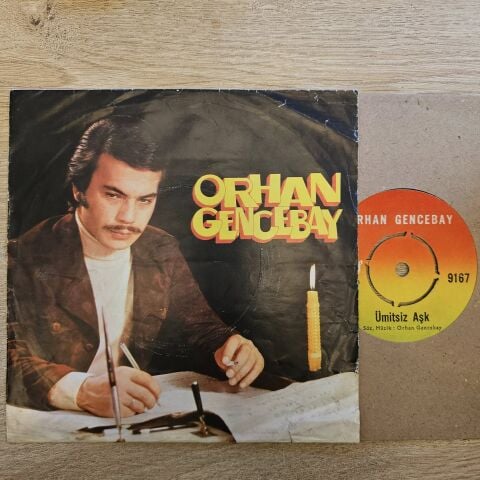 ORHAN
GENCEBAY
RHAN GENCEBAY
9167
Ümitsiz Aşk
Söz, Müzik : Orhan Gencebay